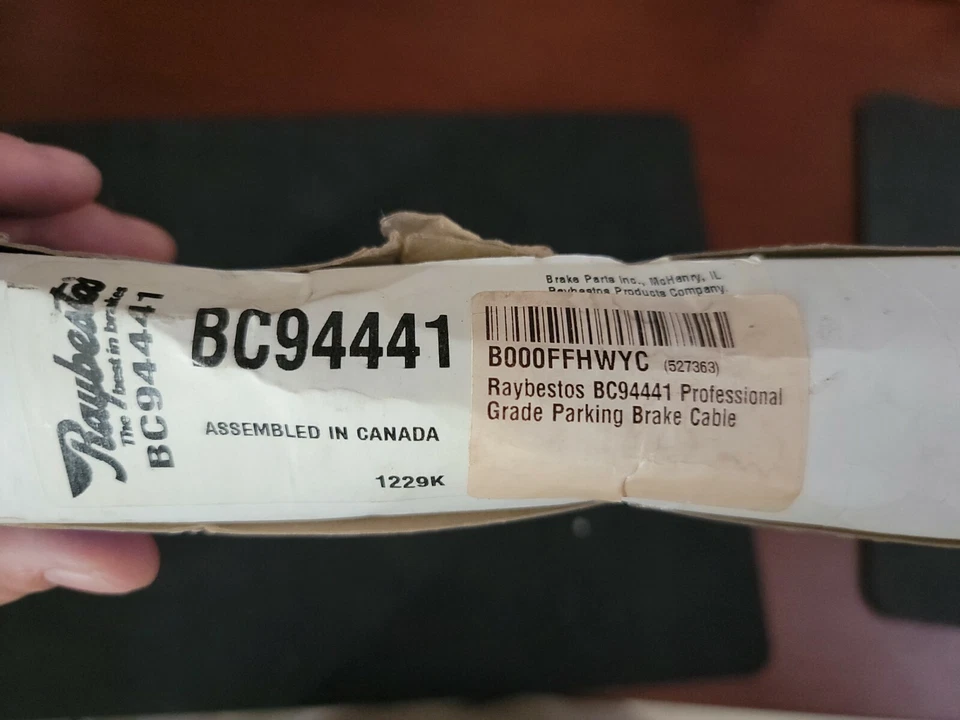 Raybestos
The best in brakes
BC94441
BC94441
ASSEMBLED IN CANADA
1229K
Brake Parts Inc., McHenry, IL
Raybestos Products Company
B000FFHWYC (527363)
Raybestos BC94441 Professional
Grade Parking Brake Cable